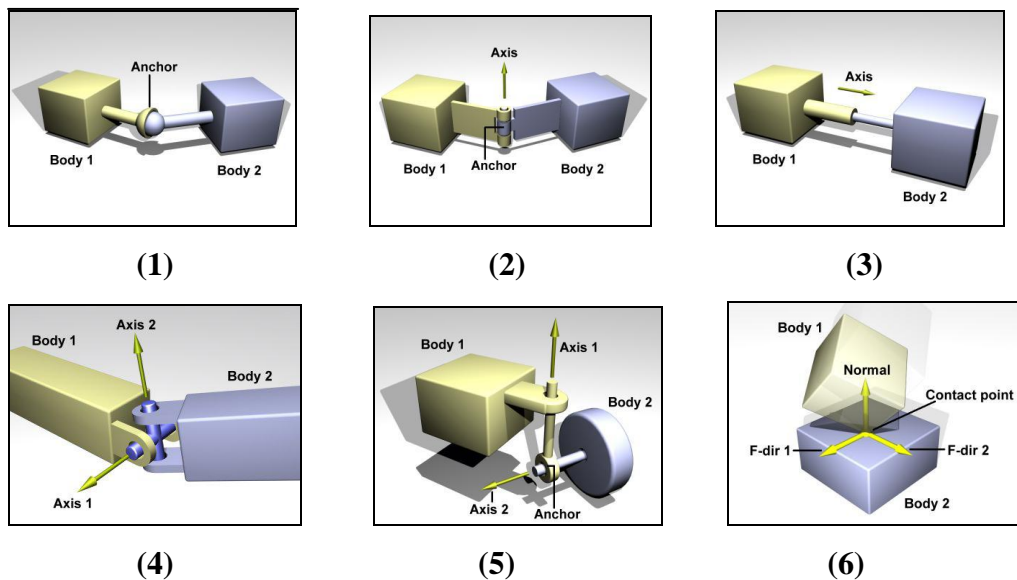 Anchor
Body 1
Body 2
(1)
Axis
Body 1
Anchor
Body 2
(2)
Axis
Body 1
Body 2
(3)
Body 1
Axis 2
Body 2
Axis 1
(4)
Body 1
Axis 1
Body 2
Axis 2
Anchor
(5)
Body 1
Normal
Contact point
F-dir 1
F-dir 2
Body 2
(6)